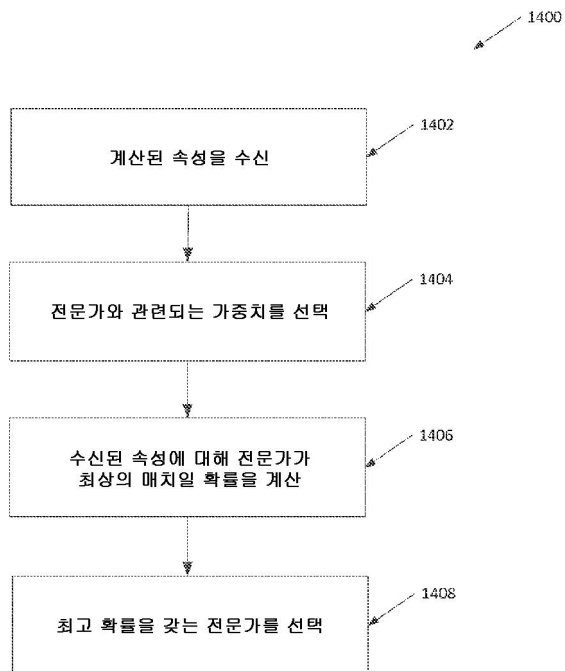 1400
1402
계산된 속성을 수신
1404
전문가와 관련되는 가중치를 선택
1406
수신된 속성에 대해 전문가가
최상의 매치일 확률을 계산
1408
최고 확률을 갖는 전문가를 선택